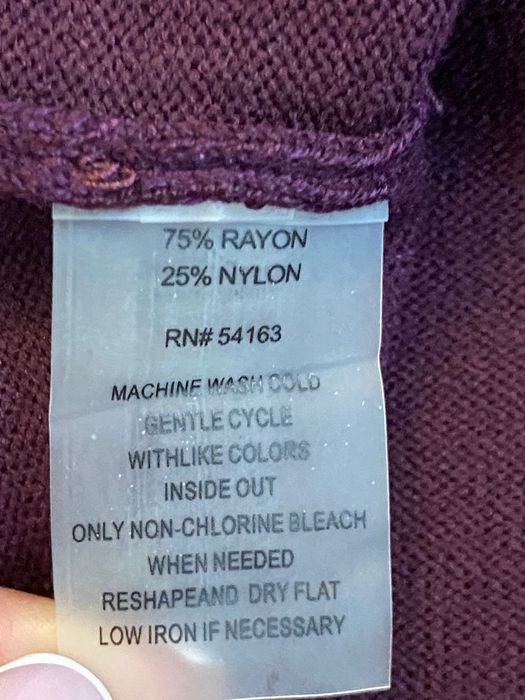 75% RAYON
25% NYLON
RN# 54163
MACHINE WASH COLD
GENTLE CYCLE
WITHLIKE COLORS
INSIDE OUT
ONLY NON-CHLORINE BLEACH
WHEN NEEDED
RESHAPEAND DRY FLAT
LOW IRON IF NECESSARY